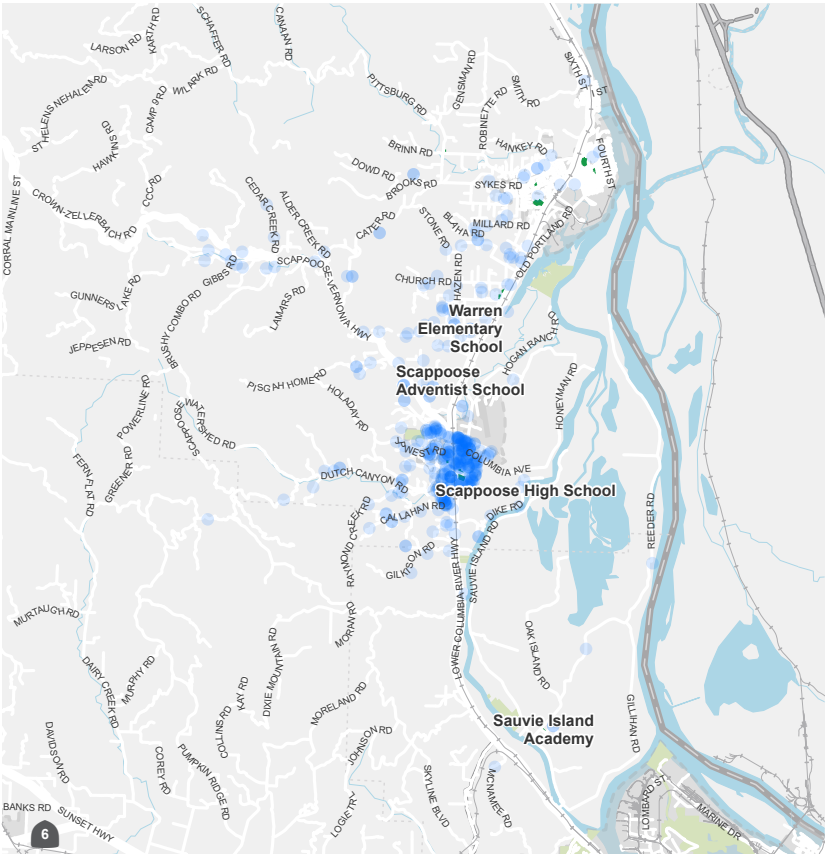 LARSON RD
KARTH RD
SCHAFFER RD
CANAAN RD
SIXTH ST
I ST
ST HELENS NEHALEM RD
CAMP 9 RD
WILARK RD
PITTSBURG RD
GENSMAN RD
ROBINETTE RD
SMITH RD
HAWKINS RD
BRINN RD
HANKEY RD
FOURTH ST
CORRAL MAINLINE ST
CROWN-ZELLERBACH RD
CCC RD
DOWD RD
BROOKS RD
SYKES RD
CEDAR CREEK RD
ALDER CREEK RD
CATER RD
STONE RD
BLAHA RD
MILLARD RD
OLD PORTLAND RD
GIBBS RD
SCAPPOOSE-VERNONIA HWY
HAZEN RD
CHURCH RD
GUNNERS LAKE RD
BRUSHY COMBO RD
LAMARS RD
Warren
Elementary
School
JEPPESEN RD
HOGAN RANCH RD
HONEYMAN RD
PISGAH HOME RD
Scappoose
Adventist School
HOLADAY RD
POWERLINE RD
SCAPPOOSE WATERSHED RD
JP WEST RD
COLUMBIA AVE
FERN FLAT RD
GREENER RD
DUTCH CANYON RD
Scappoose High School
CALLAHAN RD
DIKE RD
RAYMOND CREEK RD
REEDER RD
GILKISON RD
LOWER COLUMBIA RIVER HWY
SAUVIE ISLAND RD
MURTAUGH RD
MORAN RD
OAK ISLAND RD
DAIRY CREEK RD
MURPHY RD
KAY RD
DIXIE MOUNTAIN RD
MORELAND RD
GILLIHAN RD
Sauvie Island
Academy
DAVIDSON RD
COREY RD
COLLINS RD
PUMPKIN RIDGE RD
JOHNSON RD
LOGIE TR
SKYLINE BLVD
MCNAMEE RD
LOMBARD ST
MARINE DR
BANKS RD
SUNSET HWY
6